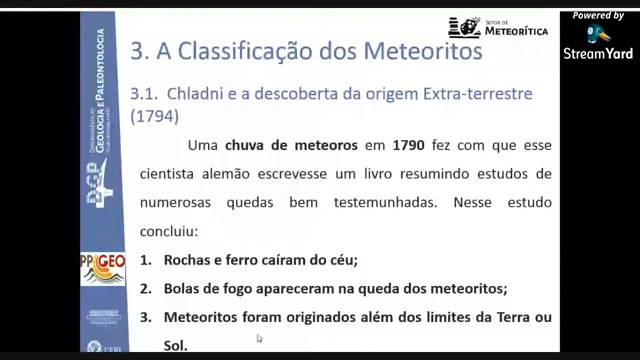 Powered by
StreamYard
SETOR DE
METEORÍTICA
3. A Classificação dos Meteoritos
3.1. Chladni e a descoberta da origem Extra-terrestre
(1794)
Uma chuva de meteoros em 1790 fez com que esse
cientista alemão escrevesse um livro resumindo estudos de
numerosas quedas bem testemunhadas. Nesse estudo
concluiu:
1. Rochas e ferro caíram do céu;
2. Bolas de fogo apareceram na queda dos meteoritos;
3. Meteoritos foram originados além dos limites da Terra ou
Sol.
GEOLOGIA E PALEONTOLOGIA
DGP
PPGEO